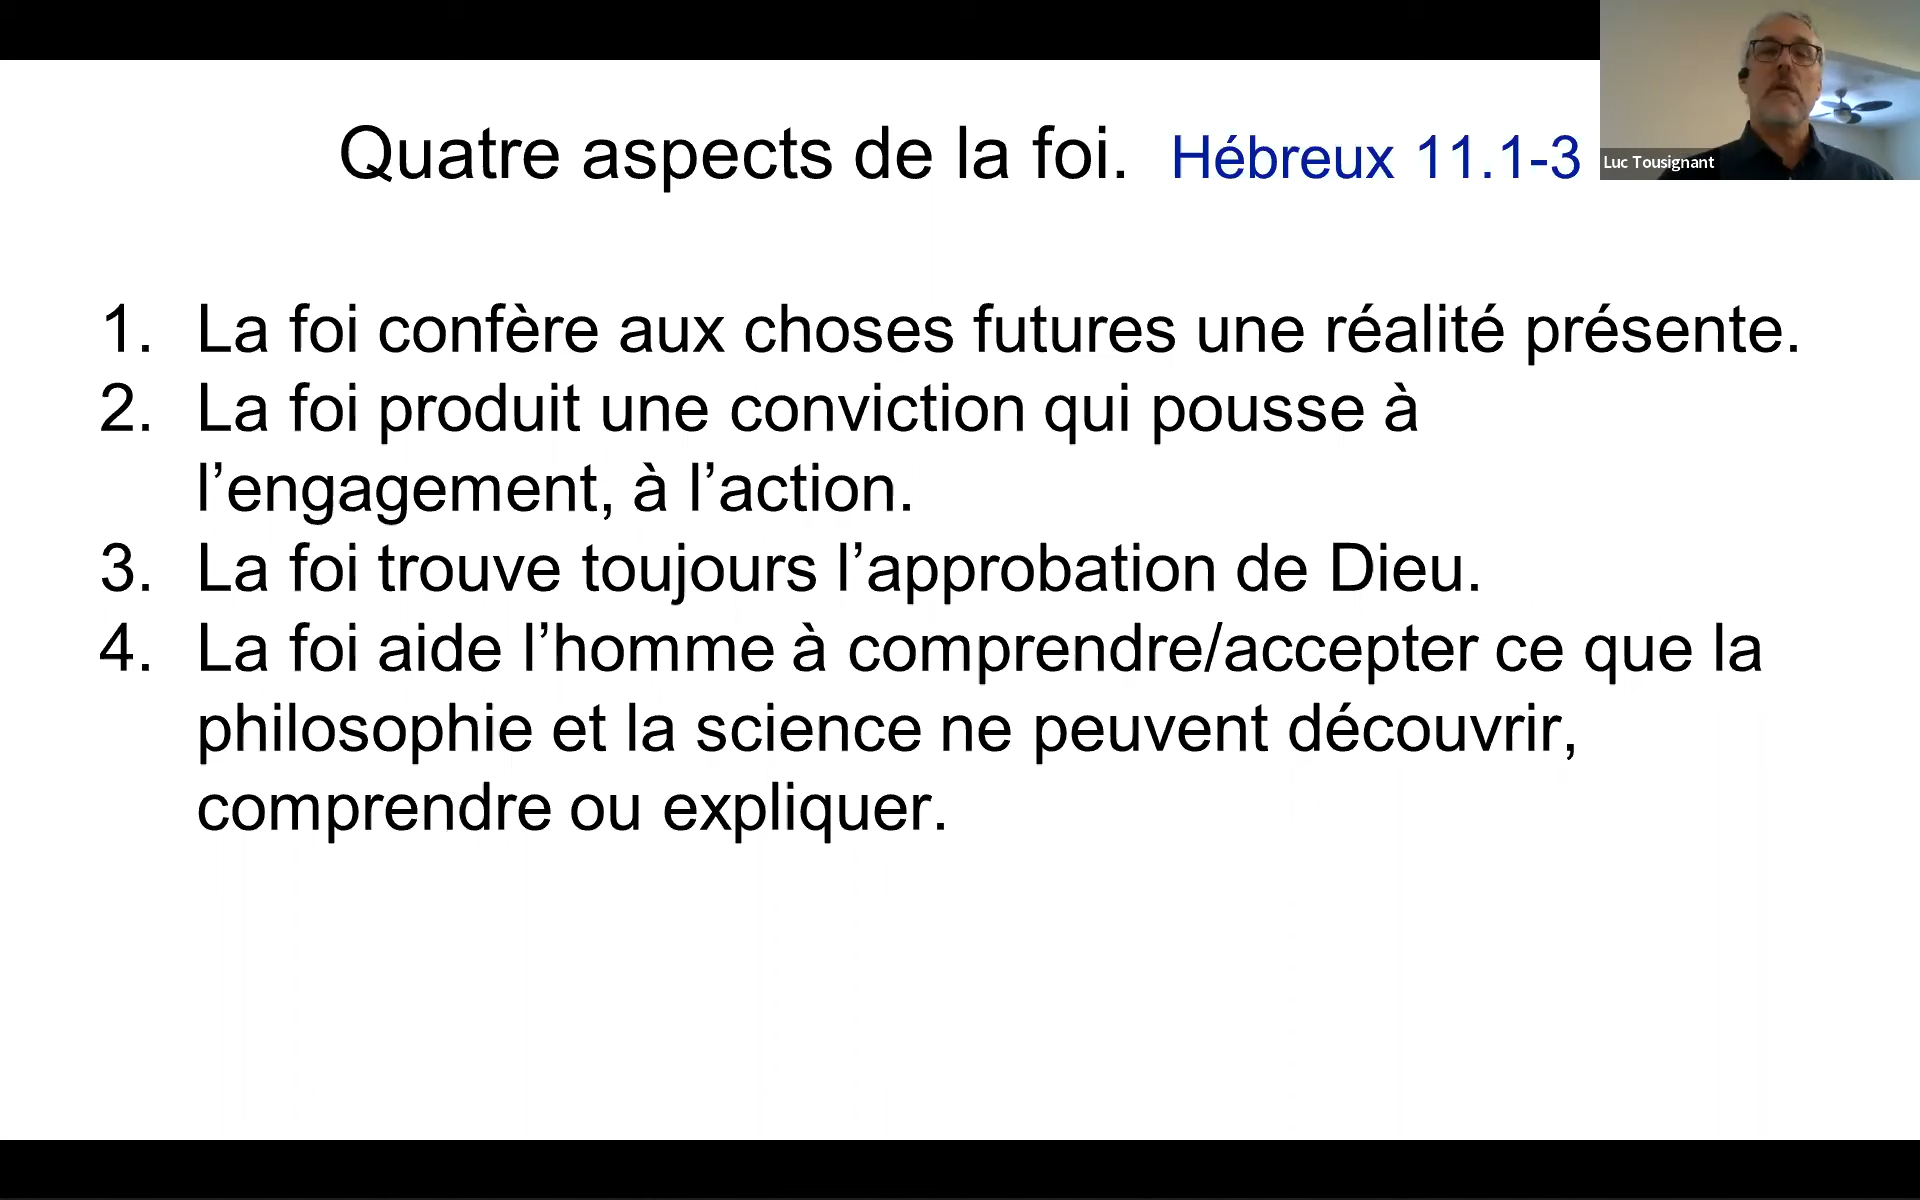 Quatre aspects de la foi. Hébreux 11.1-3
Luc Tousignant
1. La foi confère aux choses futures une réalité présente.
2. La foi produit une conviction qui pousse à
l’engagement, à l’action.
3. La foi trouve toujours l’approbation de Dieu.
4. La foi aide l’homme à comprendre/accepter ce que la
philosophie et la science ne peuvent découvrir,
comprendre ou expliquer.